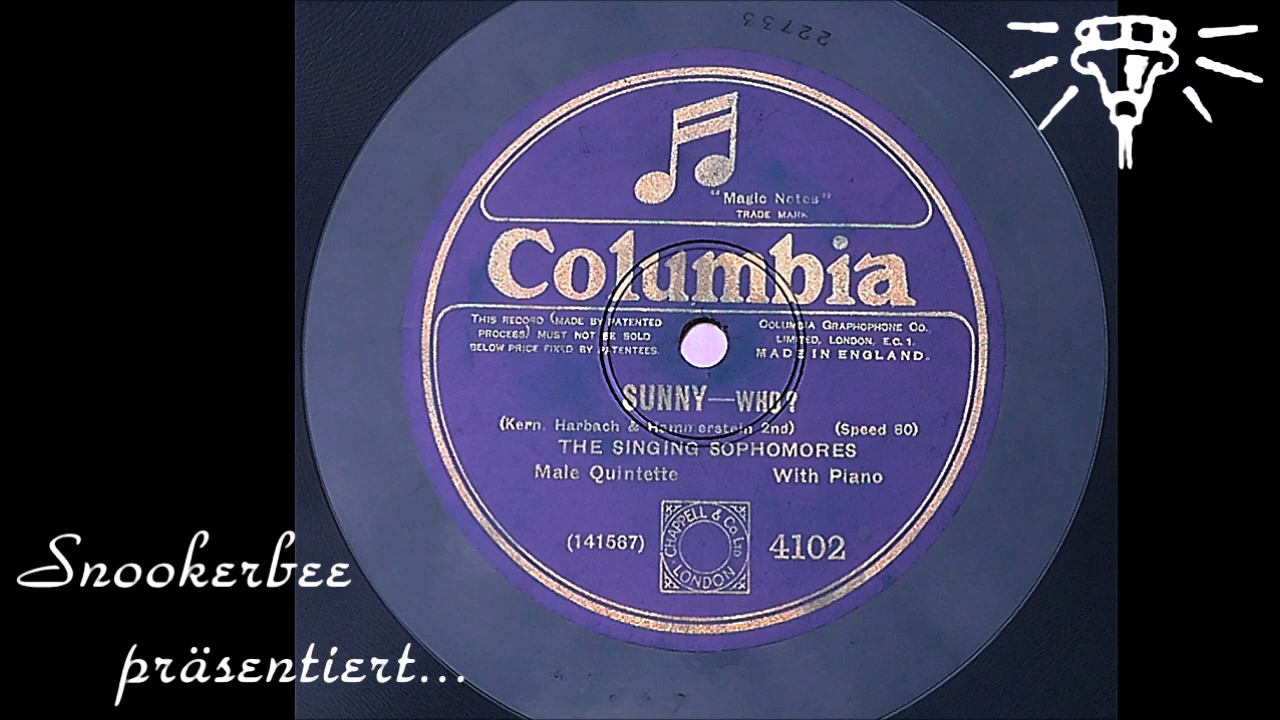 22733
"Magic Notes"
TRADE MARK
Columbia
THIS RECORD (MADE BY PATENTED
PROCESS) MUST NOT BE SOLD
BELOW PRICE FIXED BY PATENTEES.
COLUMBIA GRAPHOPHONE CO.
LIMITED, LONDON, E.C.1.
MADE IN ENGLAND.
SUNNY—WHO?
(Kern, Harbach & Hammerstein 2nd) (Speed 80)
THE SINGING SOPHOMORES
Male Quintette With Piano
(141587)
CHAPPELL & Co. LTD
LONDON
4102
Snookerbee
präsentiert...